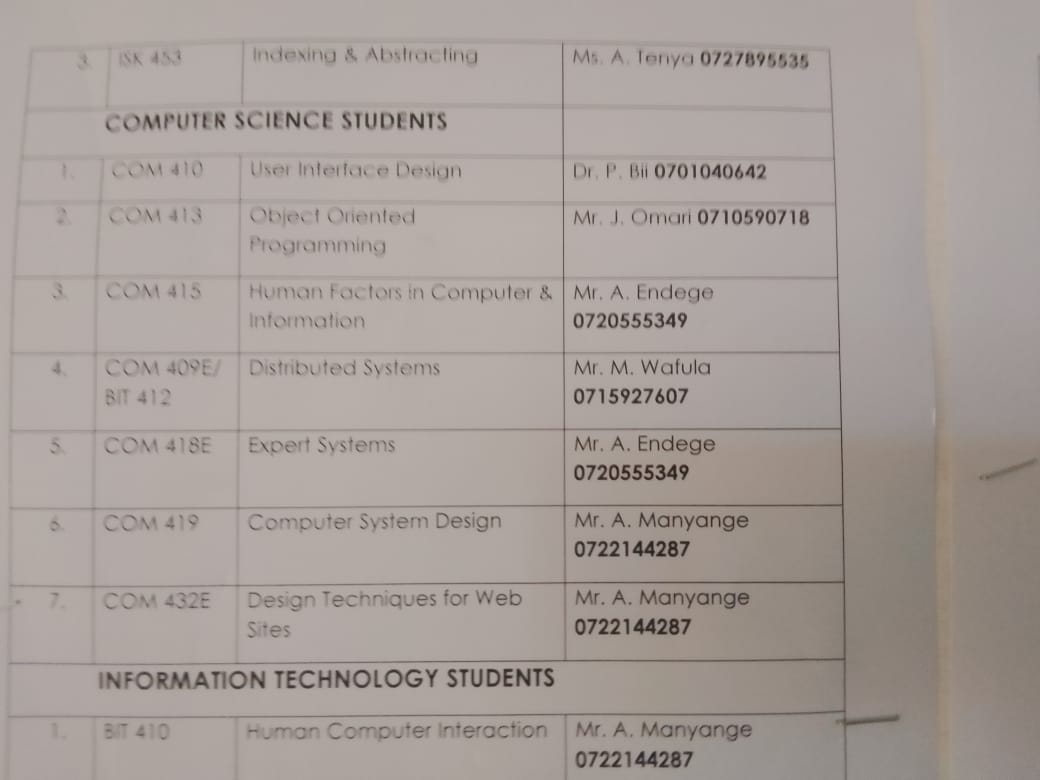 3. ISK 453 Indexing & Abstracting Ms. A. Tenya 0727895535
COMPUTER SCIENCE STUDENTS
1. COM 410 User Interface Design Dr. P. Bii 0701040642
2. COM 413 Object Oriented Mr. J. Omari 0710590718
Programming
3. COM 415 Human Factors in Computer & Mr. A. Endege
Information 0720555349
4. COM 409E/ Distributed Systems Mr. M. Wafula
BIT 412 0715927607
5. COM 418E Expert Systems Mr. A. Endege
0720555349
6. COM 419 Computer System Design Mr. A. Manyange
0722144287
7. COM 432E Design Techniques for Web Mr. A. Manyange
Sites 0722144287
INFORMATION TECHNOLOGY STUDENTS
1. BIT 410 Human Computer Interaction Mr. A. Manyange
0722144287